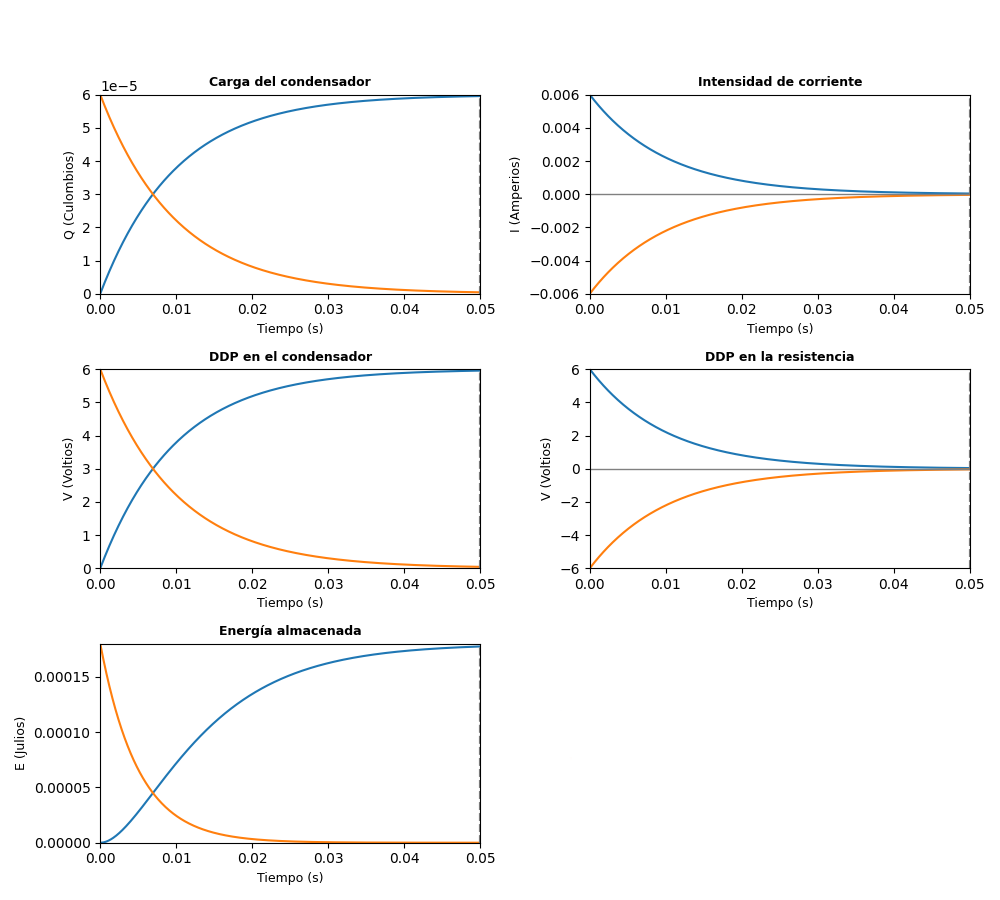 Carga del condensador
1e−5
6
5
4
3
2
1
0
Q (Culombios)
0.00 0.01 0.02 0.03 0.04 0.05
Tiempo (s)
Intensidad de corriente
0.006
0.004
0.002
0.000
−0.002
−0.004
−0.006
I (Amperios)
0.00 0.01 0.02 0.03 0.04 0.05
Tiempo (s)
DDP en el condensador
6
5
4
3
2
1
0
V (Voltios)
0.00 0.01 0.02 0.03 0.04 0.05
Tiempo (s)
DDP en la resistencia
6
4
2
0
−2
−4
−6
V (Voltios)
0.00 0.01 0.02 0.03 0.04 0.05
Tiempo (s)
Energía almacenada
0.00015
0.00010
0.00005
0.00000
E (Julios)
0.00 0.01 0.02 0.03 0.04 0.05
Tiempo (s)